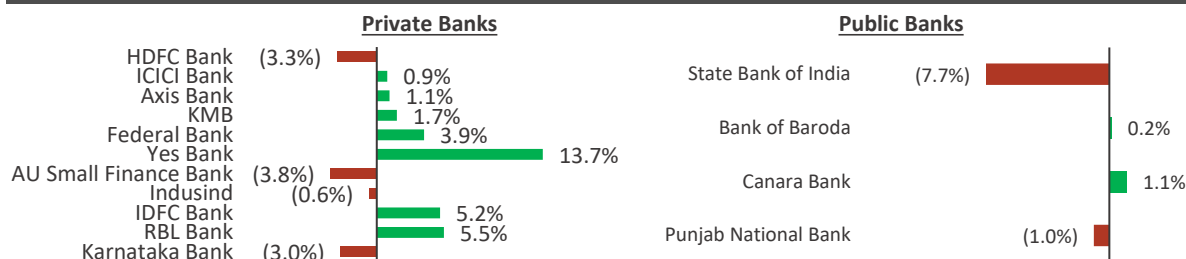 Private Banks
HDFC Bank (3.3%)
ICICI Bank 0.9%
Axis Bank 1.1%
KMB 1.7%
Federal Bank 3.9%
Yes Bank 13.7%
AU Small Finance Bank (3.8%)
Indusind (0.6%)
IDFC Bank 5.2%
RBL Bank 5.5%
Karnataka Bank (3.0%)
Public Banks
State Bank of India (7.7%)
Bank of Baroda 0.2%
Canara Bank 1.1%
Punjab National Bank (1.0%)